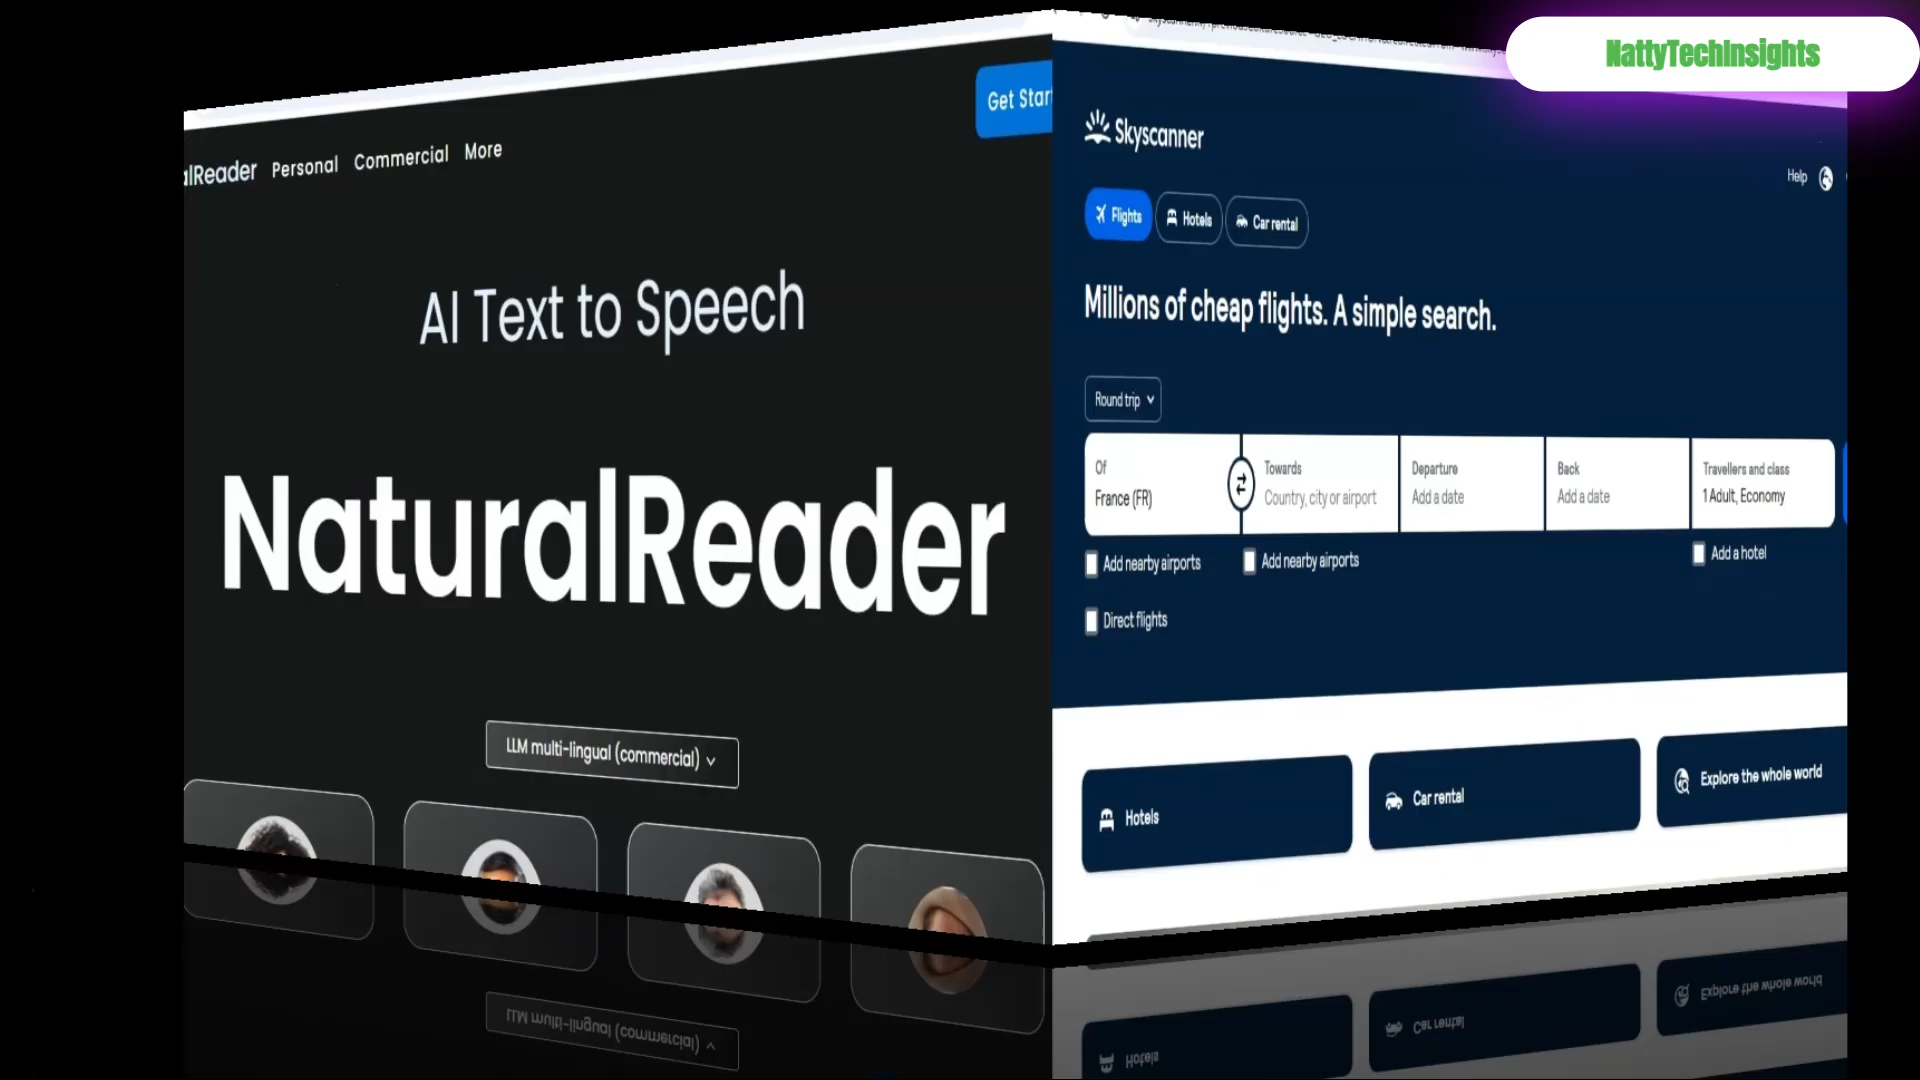 NattyTechInsights
alReader Personal Commercial More
Get Star
AI Text to Speech
NaturalReader
LLM multi-lingual (commercial)
Skyscanner
Help
Flights Hotels Car rental
Millions of cheap flights. A simple search.
Round trip
Of Towards Departure Back Travellers and class
France (FR) Country, city or airport Add a date Add a date 1 Adult, Economy
Add nearby airports Add nearby airports Add a hotel
Direct flights
Hotels Car rental Explore the whole world